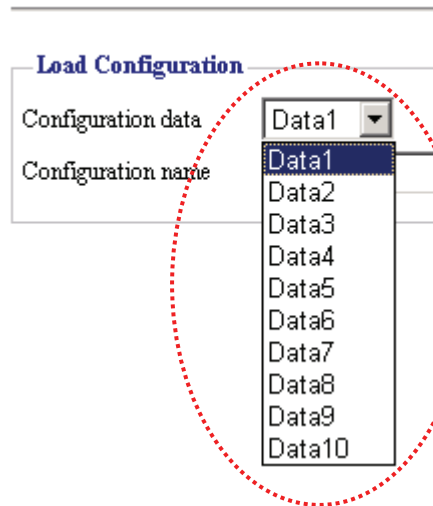 Load Configuration
Configuration data Data1
Configuration name
Data1
Data2
Data3
Data4
Data5
Data6
Data7
Data8
Data9
Data10